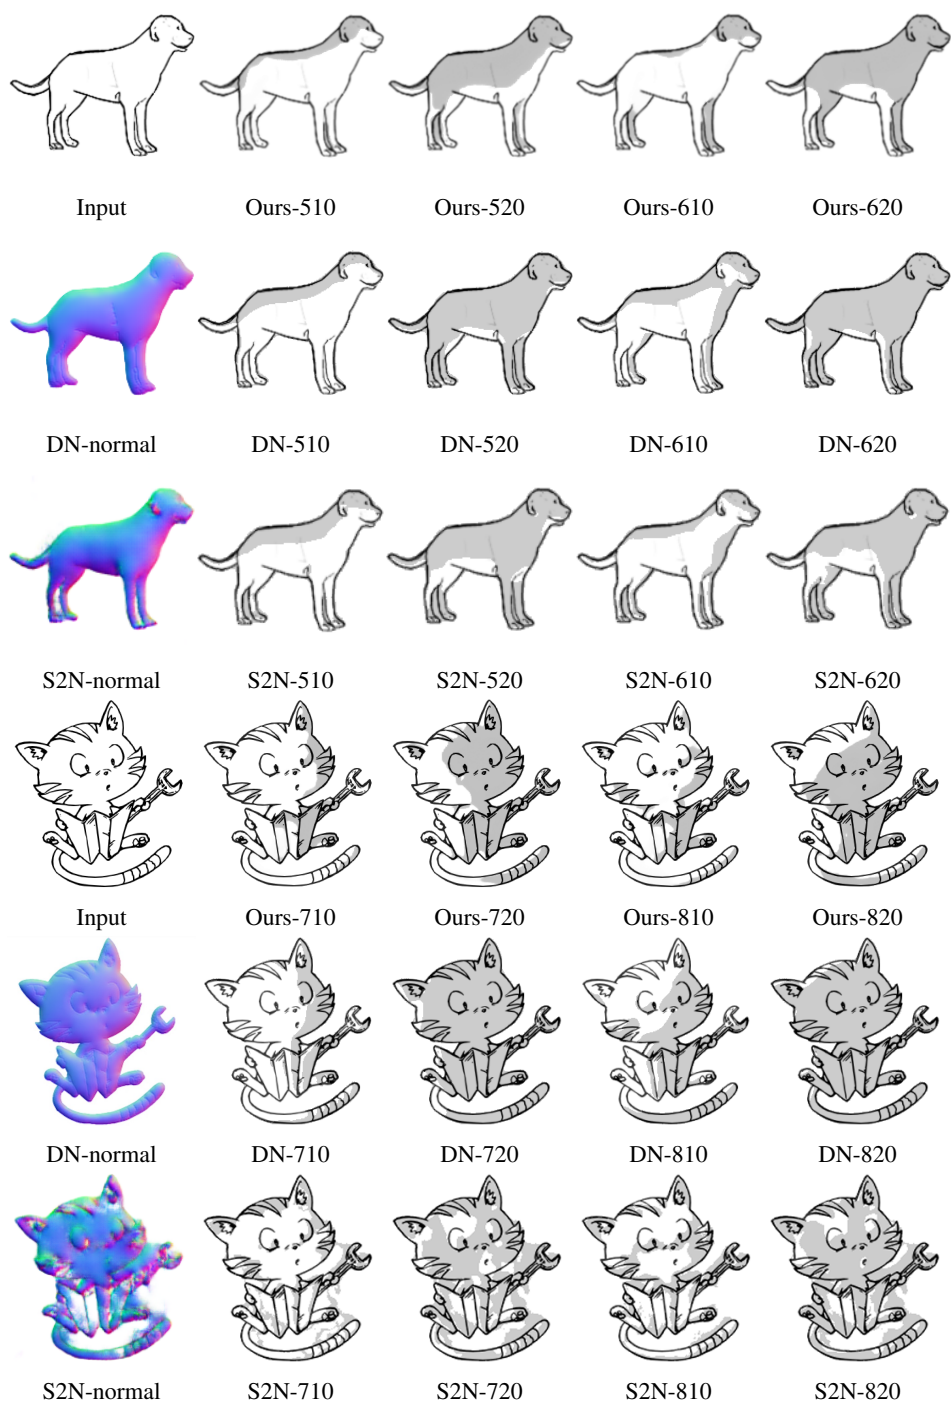 Input Ours-510 Ours-520 Ours-610 Ours-620
DN-normal DN-510 DN-520 DN-610 DN-620
S2N-normal S2N-510 S2N-520 S2N-610 S2N-620
Input Ours-710 Ours-720 Ours-810 Ours-820
DN-normal DN-710 DN-720 DN-810 DN-820
S2N-normal S2N-710 S2N-720 S2N-810 S2N-820